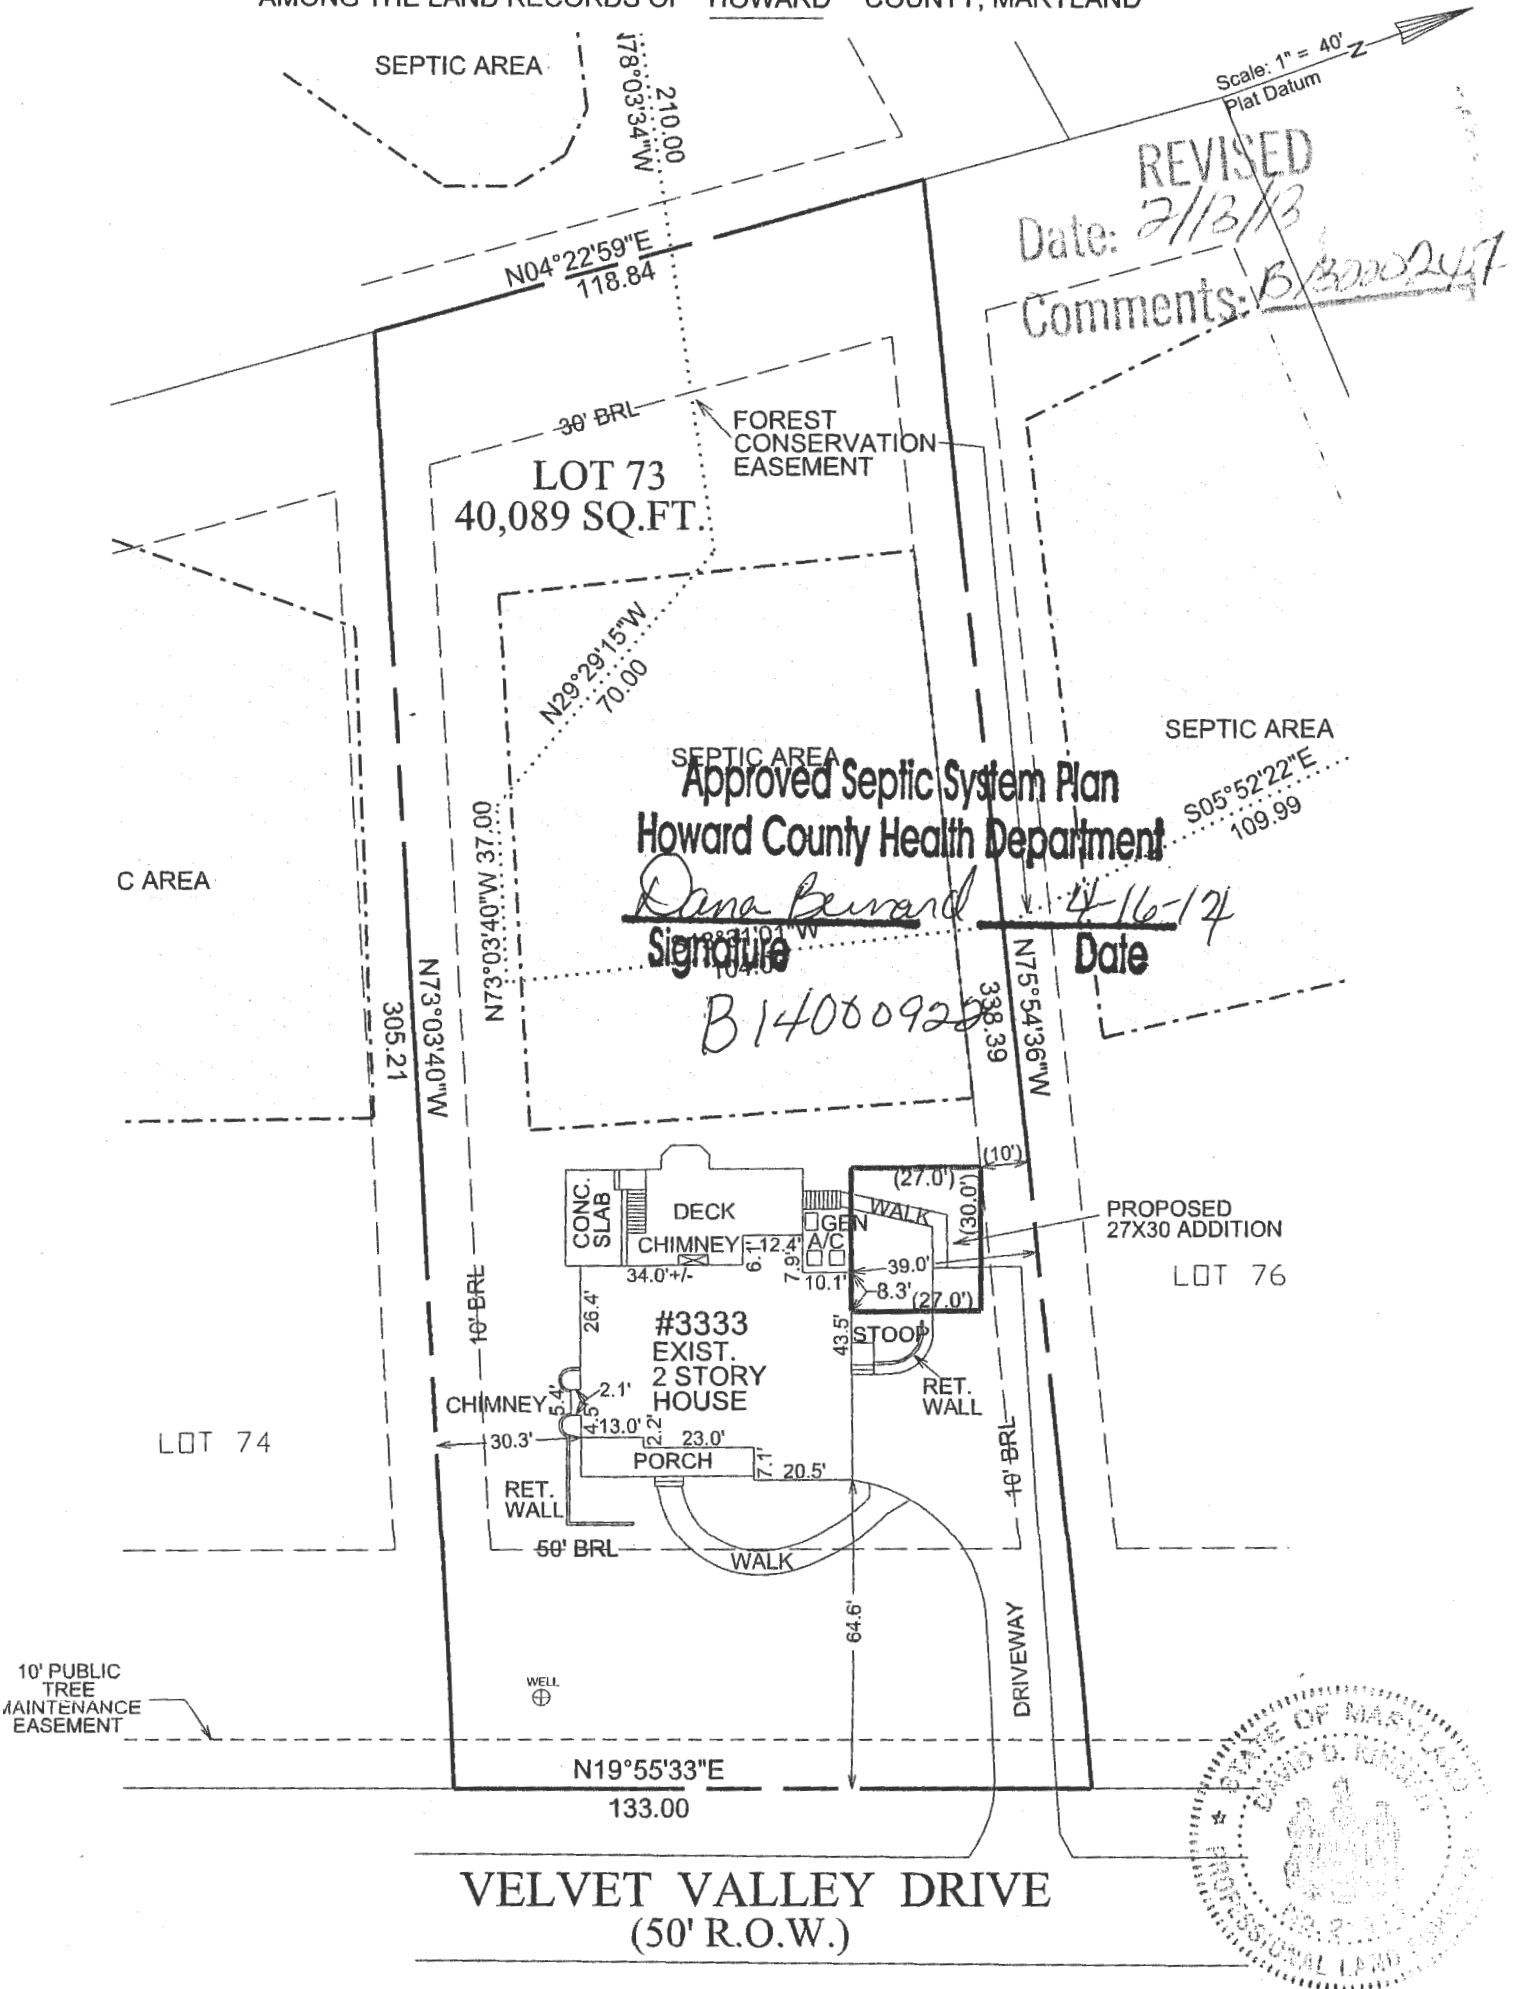 AMONG THE LAND RECORDS OF HOWARD COUNTY, MARYLAND
SEPTIC AREA
N78°03'34"W
210.00
Scale: 1" = 40'
Plat Datum
N
REVISED
Date: 2/13/13
Comments:
N04°22'59"E
118.84
30' BRL
FOREST
CONSERVATION
EASEMENT
LOT 73
40,089 SQ.FT.
N29°29'15"W
70.00
SEPTIC AREA
SEPTIC AREA
S05°52'22"E
109.99
Approved Septic System Plan
Howard County Health Department
4-16-14
Signature
Date
B14000922
C AREA
N73°03'40"W 37.00
N73°03'40"W
305.21
338.39
N75°54'36"W
(10')
(27.0')
(30.0')
WALK
PROPOSED
27X30 ADDITION
CONC.
SLAB
DECK
GEN
A/C
CHIMNEY
6.1'
12.4'
7.9'
10.1'
34.0'+/-
39.0'
8.3'
(27.0')
LOT 76
10' BRL
26.4'
#3333
EXIST.
2 STORY
HOUSE
43.5'
STOOP
RET.
WALL
CHIMNEY
5.4'
2.1'
4.5'
13.0'
2.2'
23.0'
LOT 74
30.3'
PORCH
7.1'
20.5'
10' BRL
RET.
WALL
50' BRL
WALK
64.6'
DRIVEWAY
WELL
10' PUBLIC
TREE
MAINTENANCE
EASEMENT
N19°55'33"E
133.00
VELVET VALLEY DRIVE
(50' R.O.W.)
STATE OF MARYLAND
PROFESSIONAL LAND